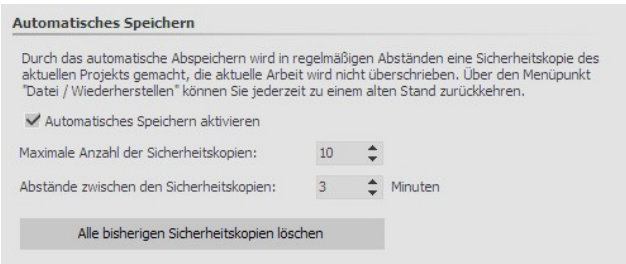 Automatisches Speichern
Durch das automatische Abspeichern wird in regelmäßigen Abständen eine Sicherheitskopie des
aktuellen Projekts gemacht, die aktuelle Arbeit wird nicht überschrieben. Über den Menüpunkt
"Datei / Wiederherstellen" können Sie jederzeit zu einem alten Stand zurückkehren.
Automatisches Speichern aktivieren
Maximale Anzahl der Sicherheitskopien: 10
Abstände zwischen den Sicherheitskopien: 3 Minuten
Alle bisherigen Sicherheitskopien löschen